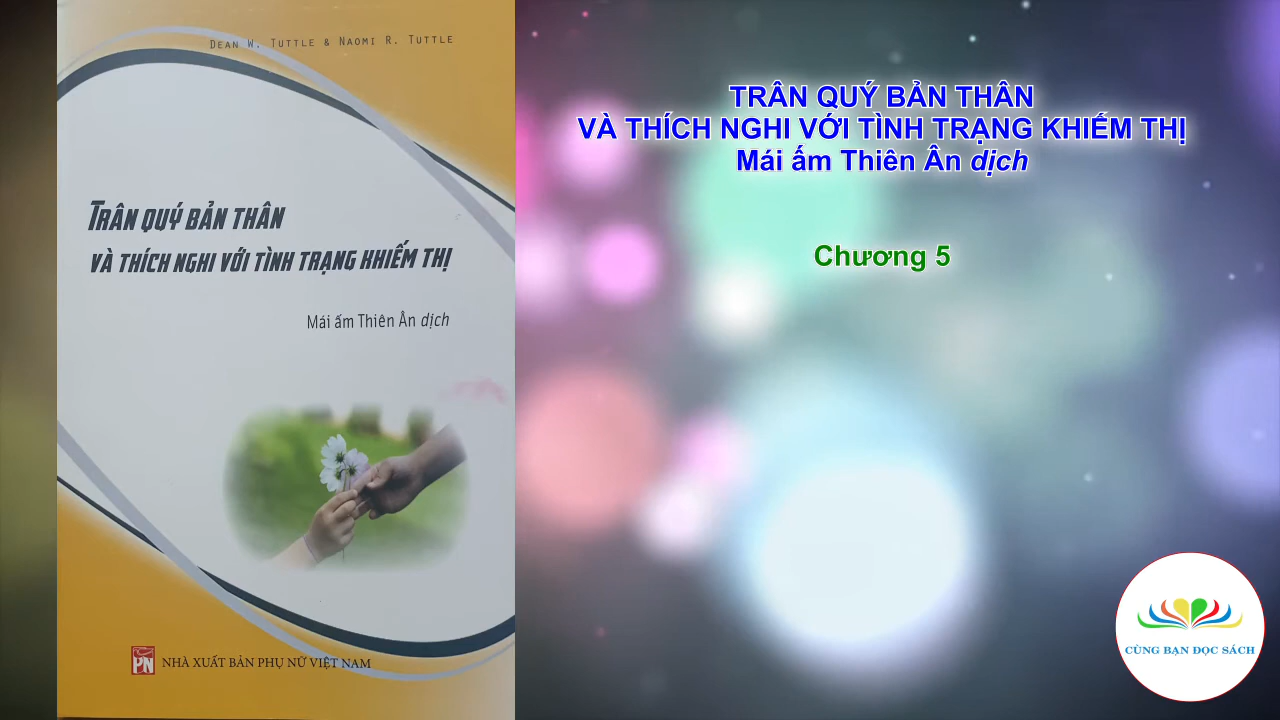 DEAN W. TUTTLE & NAOMI R. TUTTLE
TRÂN QUÝ BẢN THÂN
VÀ THÍCH NGHI VỚI TÌNH TRẠNG KHIẾM THỊ
Mái ấm Thiên Ân dịch
PN NHÀ XUẤT BẢN PHỤ NỮ VIỆT NAM
TRÂN QUÝ BẢN THÂN
VÀ THÍCH NGHI VỚI TÌNH TRẠNG KHIẾM THỊ
Mái ấm Thiên Ân dịch
Chương 5
CÙNG BẠN ĐỌC SÁCH